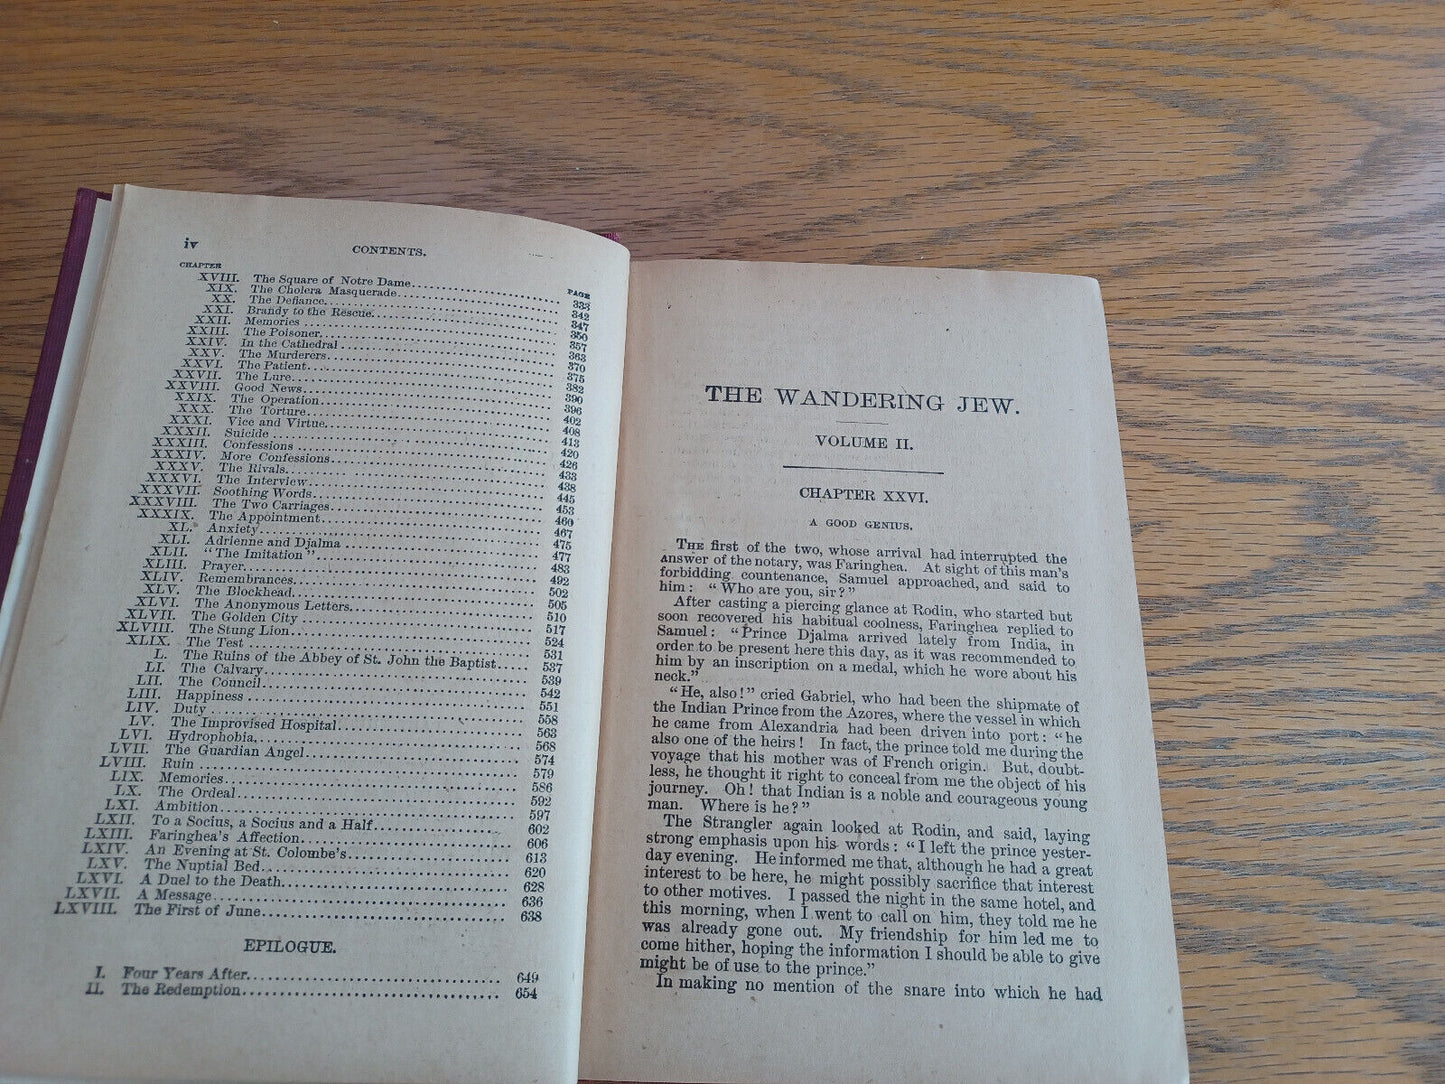 iv
CONTENTS.
CHAPTER
PAGE
XVIII. The Square of Notre Dame 333
XIX. The Cholera Masquerade 342
XX. The Defiance 347
XXI. Brandy to the Rescue 350
XXII. Memories 357
XXIII. The Poisoner 363
XXIV. In the Cathedral 370
XXV. The Murderers 375
XXVI. The Patient 382
XXVII. The Lure 390
XXVIII. Good News 396
XXIX. The Operation 402
XXX. The Torture 408
XXXI. Vice and Virtue 413
XXXII. Suicide 420
XXXIII. Confessions 426
XXXIV. More Confessions 433
XXXV. The Rivals 438
XXXVI. The Interview 445
XXXVII. Soothing Words 453
XXXVIII. The Two Carriages 460
XXXIX. The Appointment 467
XL. Anxiety 475
XLI. Adrienne and Djalma 477
XLII. "The Imitation" 483
XLIII. Prayer 492
XLIV. Remembrances 502
XLV. The Blockhead 505
XLVI. The Anonymous Letters 510
XLVII. The Golden City 517
XLVIII. The Stung Lion 524
XLIX. The Test 531
L. The Ruins of the Abbey of St. John the Baptist 537
LI. The Calvary 539
LII. The Council 542
LIII. Happiness 551
LIV. Duty 558
LV. The Improvised Hospital 563
LVI. Hydrophobia 568
LVII. The Guardian Angel 574
LVIII. Ruin 579
LIX. Memories 586
LX. The Ordeal 592
LXI. Ambition 597
LXII. To a Socius, a Socius and a Half 602
LXIII. Faringhea's Affection 606
LXIV. An Evening at St. Colombe's 613
LXV. The Nuptial Bed 620
LXVI. A Duel to the Death 628
LXVII. A Message 636
LXVIII. The First of June 638
EPILOGUE.
I. Four Years After 649
II. The Redemption 654
THE WANDERING JEW.
VOLUME II.
CHAPTER XXVI.
A GOOD GENIUS.
THE first of the two, whose arrival had interrupted the
answer of the notary, was Faringhea. At sight of this man's
forbidding countenance, Samuel approached, and said to
him: "Who are you, sir?"
After casting a piercing glance at Rodin, who started but
soon recovered his habitual coolness, Faringhea replied to
Samuel: "Prince Djalma arrived lately from India, in
order to be present here this day, as it was recommended to
him by an inscription on a medal, which he wore about his
neck."
"He, also!" cried Gabriel, who had been the shipmate of
the Indian Prince from the Azores, where the vessel in which
he came from Alexandria had been driven into port: "he
also one of the heirs! In fact, the prince told me during the
voyage that his mother was of French origin. But, doubt-
less, he thought it right to conceal from me the object of his
journey. Oh! that Indian is a noble and courageous young
man. Where is he?"
The Strangler again looked at Rodin, and said, laying
strong emphasis upon his words: "I left the prince yester-
day evening. He informed me that, although he had a great
interest to be here, he might possibly sacrifice that interest
to other motives. I passed the night in the same hotel, and
this morning, when I went to call on him, they told me he
was already gone out. My friendship for him led me to
come hither, hoping the information I should be able to give
might be of use to the prince."
In making no mention of the snare into which he had